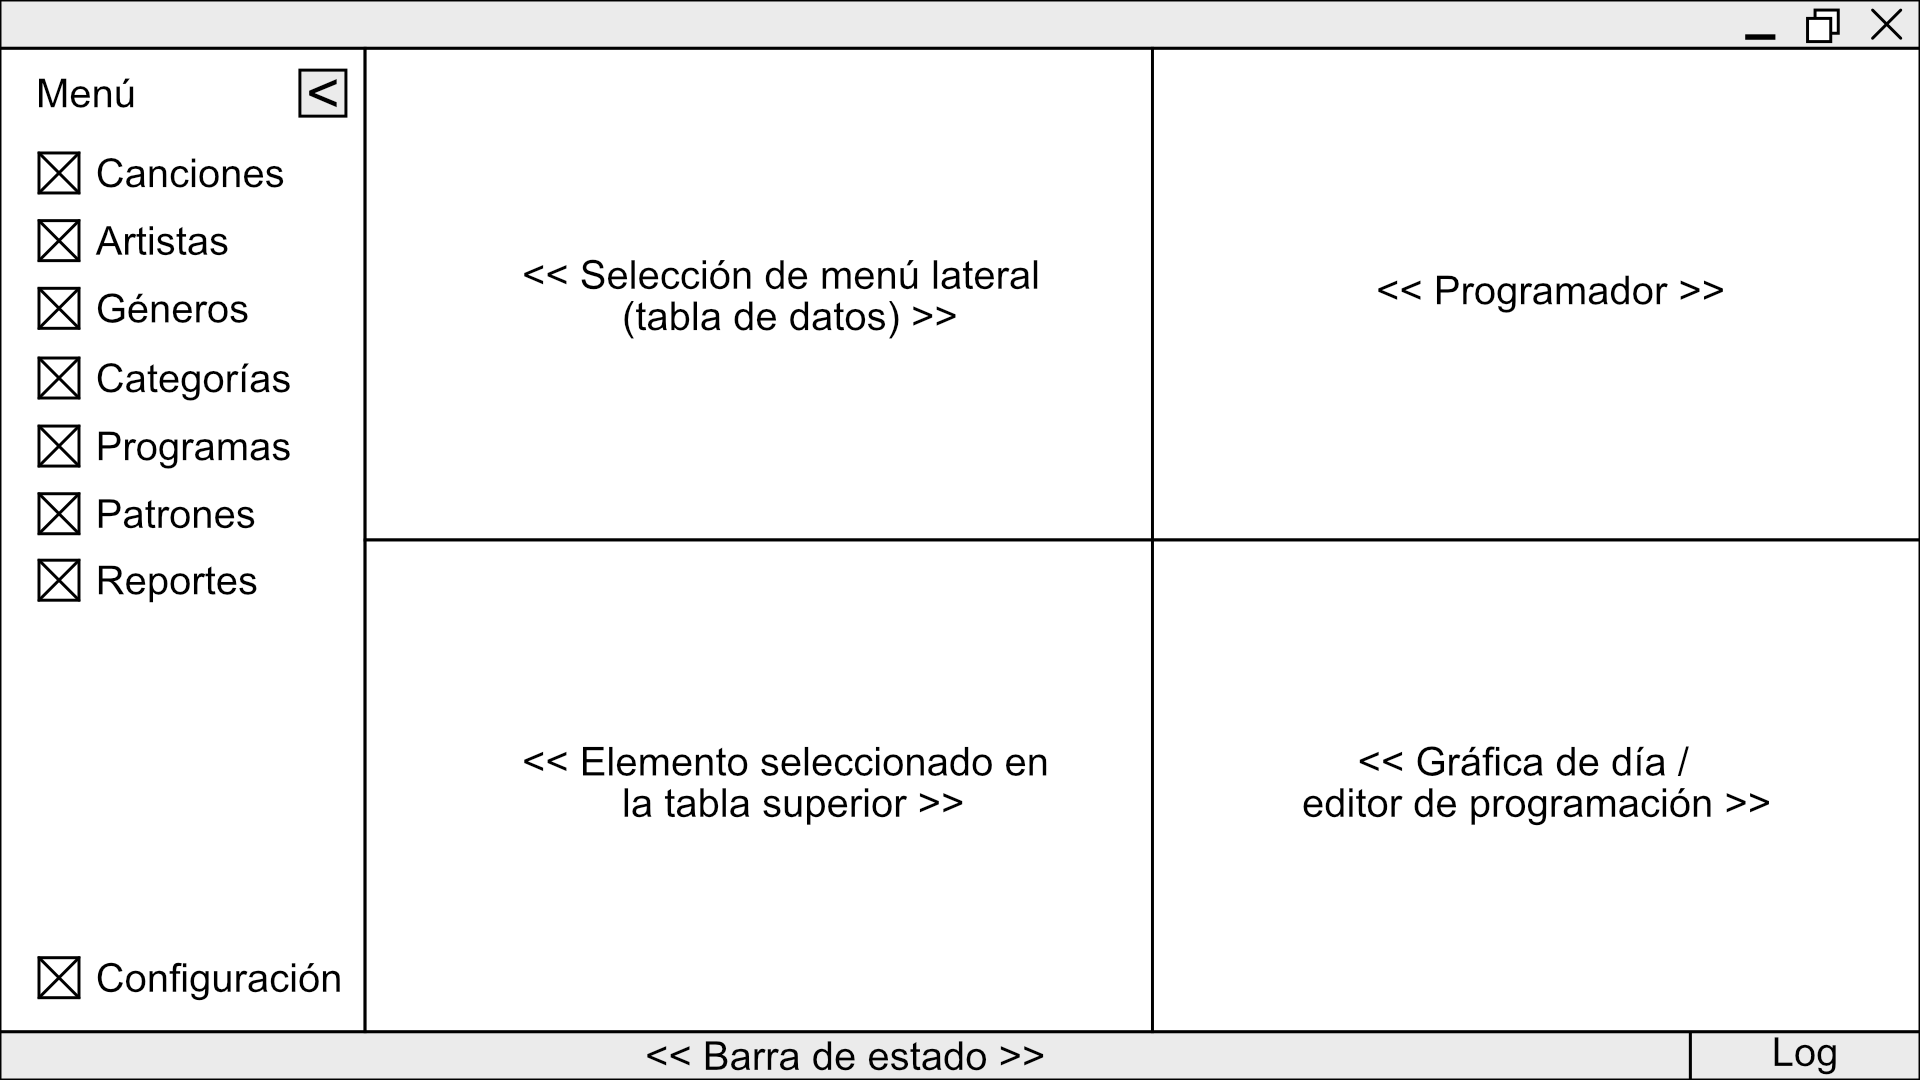 Menú <
Canciones
Artistas
Géneros
Categorías
Programas
Patrones
Reportes
Configuración
<< Selección de menú lateral
(tabla de datos) >>
<< Programador >>
<< Elemento seleccionado en
la tabla superior >>
<< Gráfica de día /
editor de programación >>
<< Barra de estado >>
Log